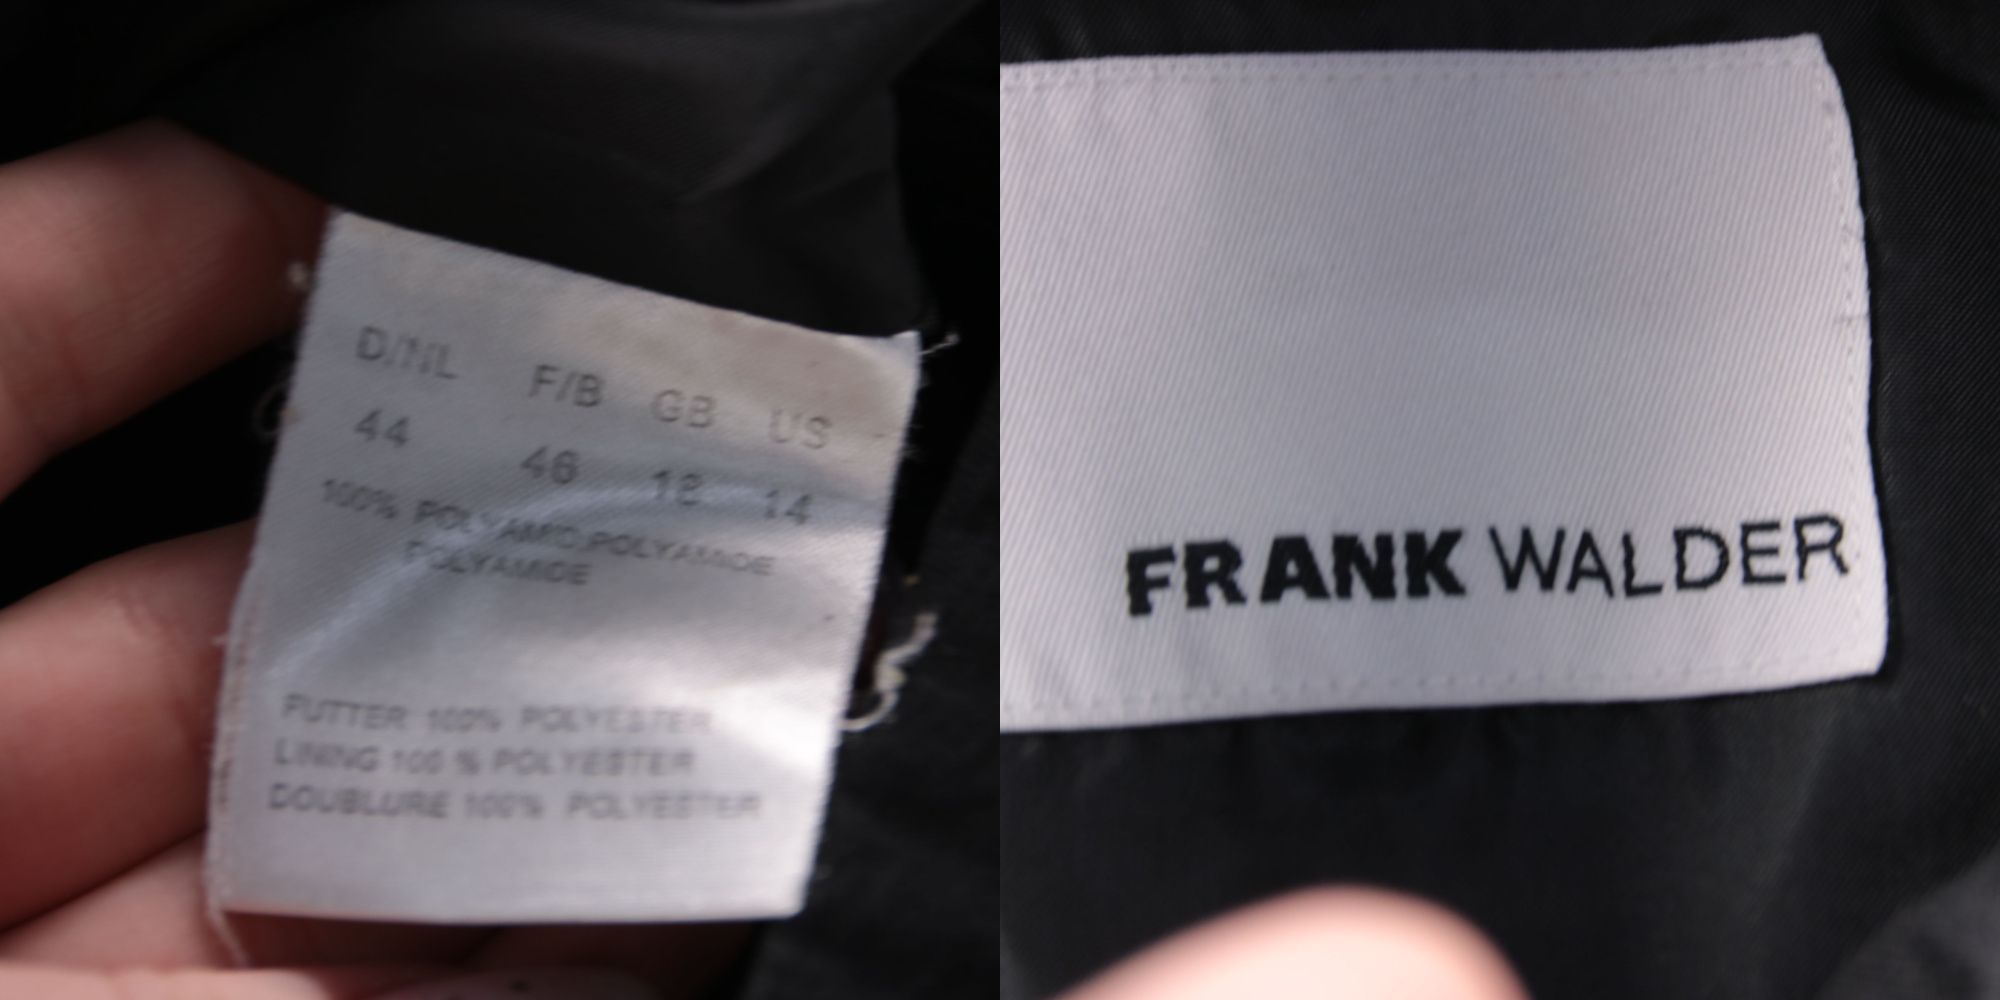 D/NL F/B GB US
44 46 18 14
100% POLYAMID,POLYAMIDE
POLYAMIDE
FUTTER 100% POLYESTER
LINING 100 % POLYESTER
DOUBLURE 100% POLYESTER
FRANK WALDER